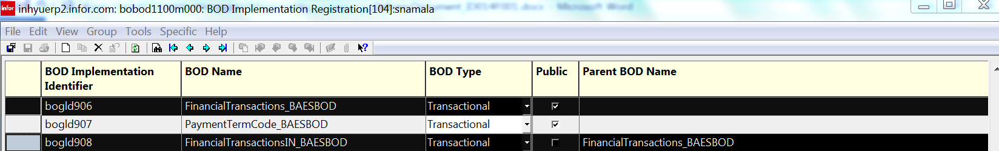 infor inhyuerp2.infor.com: bobod1100m000: BOD Implementation Registration[104]:snamala
File Edit View Group Tools Specific Help
BOD Implementation Identifier BOD Name BOD Type Public Parent BOD Name
bogld906 FinancialTransactions_BAESBOD Transactional
bogld907 PaymentTermCode_BAESBOD Transactional
bogld908 FinancialTransactionsIN_BAESBOD Transactional FinancialTransactions_BAESBOD